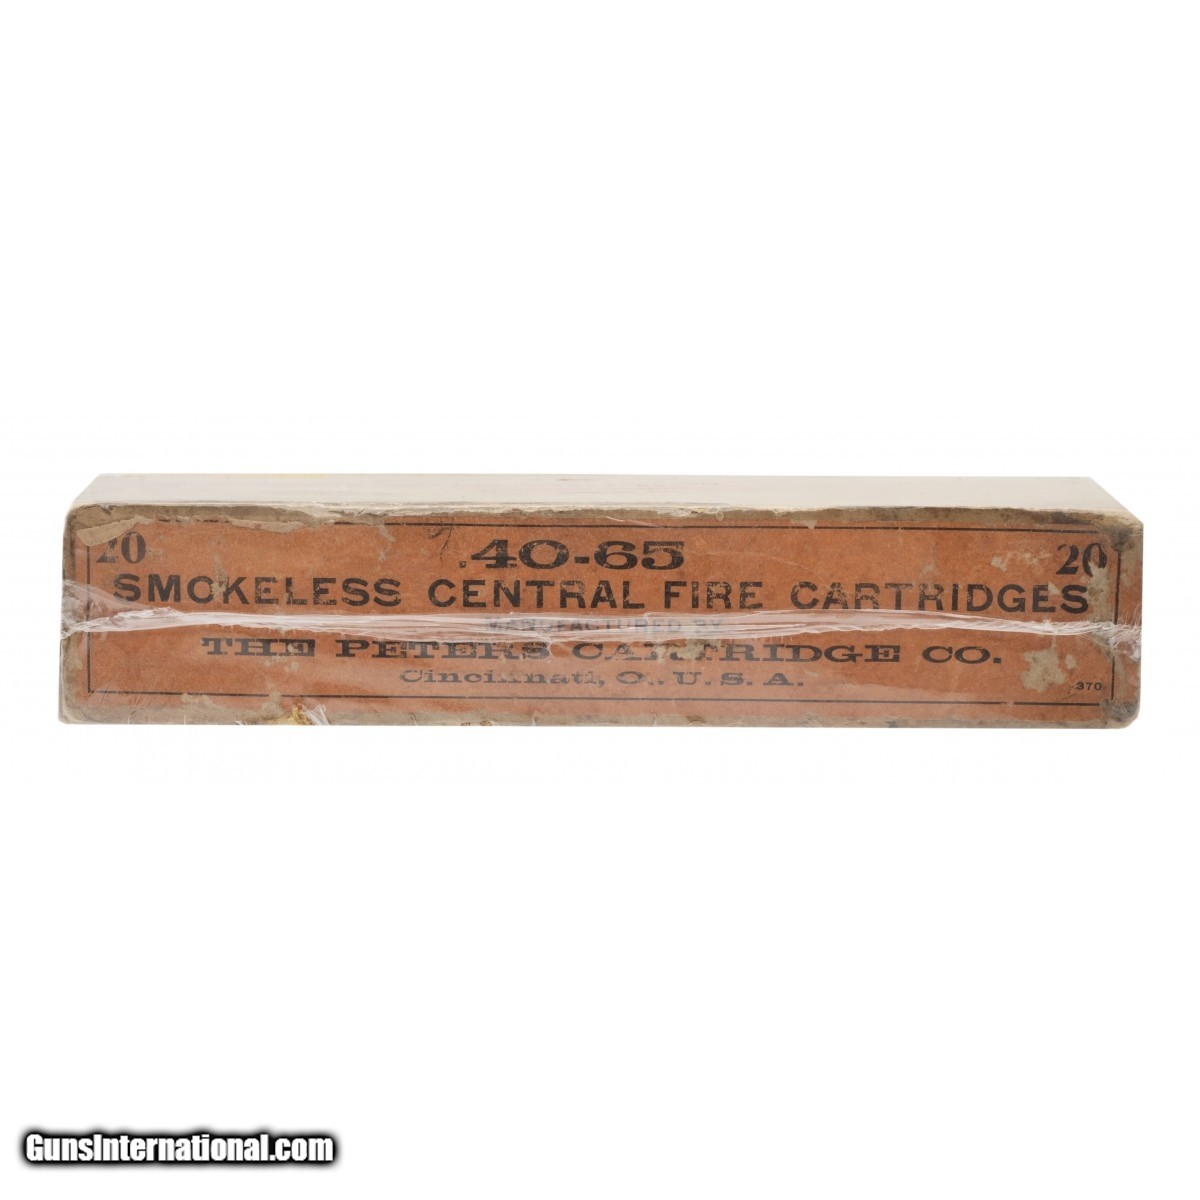 20 .40-65 20
SMOKELESS CENTRAL FIRE CARTRIDGES
MANUFACTURED BY
THE PETERS CARTRIDGE CO.
Cincinnati, O., U.S.A.
370
GunsInternational.com